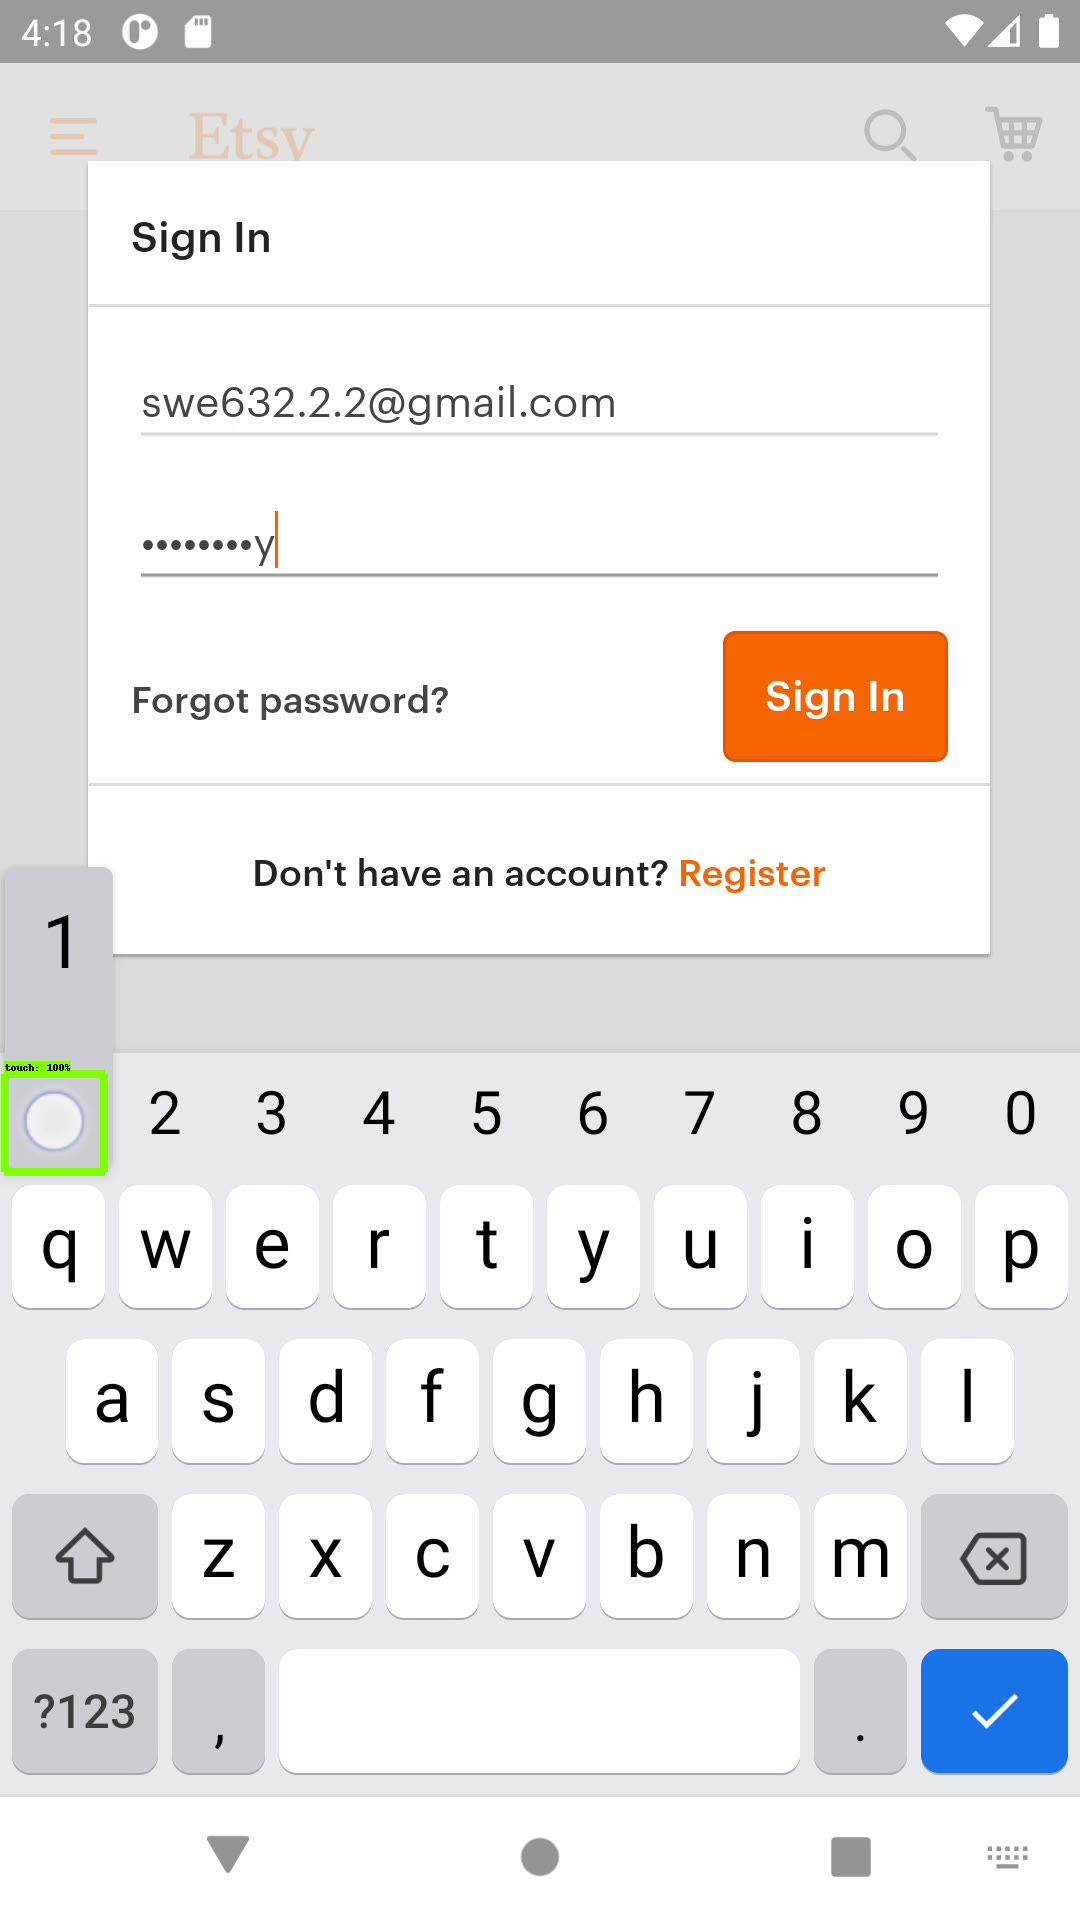 4:18
Etsy
Sign In
swe632.2.2@gmail.com
••••••••y
Forgot password?
Sign In
Don't have an account? Register
1
touch: 100%
2 3 4 5 6 7 8 9 0
q w e r t y u i o p
a s d f g h j k l
z x c v b n m
?123 , .